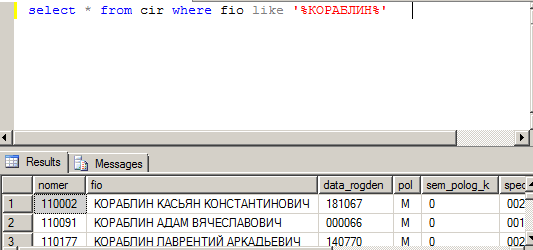 select * from cir where fio like '%КОРАБЛИН%'
Results Messages
nomer fio data_rogden pol sem_polog_k spec
1 110002 КОРАБЛИН КАСЬЯН КОНСТАНТИНОВИЧ 181067 М 0 002
2 110091 КОРАБЛИН АДАМ ВЯЧЕСЛАВОВИЧ 000066 М 0 001
3 110177 КОРАБЛИН ЛАВРЕНТИЙ АРКАДЬЕВИЧ 140770 М 0 002